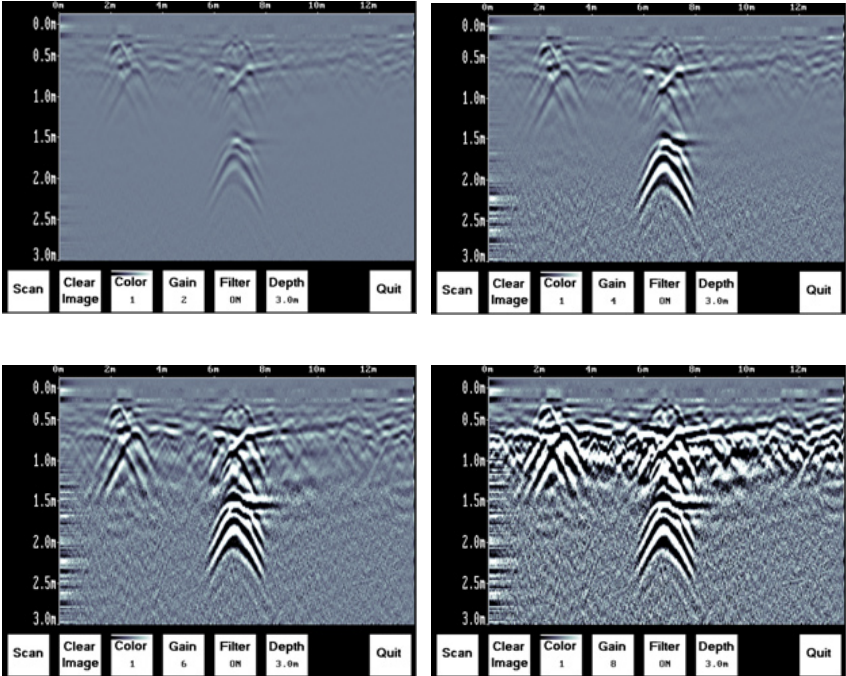 0m 2m 4m 6m 8m 10m 12m
0.0m
0.5m
1.0m
1.5m
2.0m
2.5m
3.0m
Scan Clear Image Color 1 Gain 2 Filter ON Depth 3.0m Quit
0m 2m 4m 6m 8m 10m 12m
0.0m
0.5m
1.0m
1.5m
2.0m
2.5m
3.0m
Scan Clear Image Color 1 Gain 4 Filter ON Depth 3.0m Quit
0m 2m 4m 6m 8m 10m 12m
0.0m
0.5m
1.0m
1.5m
2.0m
2.5m
3.0m
Scan Clear Image Color 1 Gain 6 Filter ON Depth 3.0m Quit
0m 2m 4m 6m 8m 10m 12m
0.0m
0.5m
1.0m
1.5m
2.0m
2.5m
3.0m
Scan Clear Image Color 1 Gain 8 Filter ON Depth 3.0m Quit